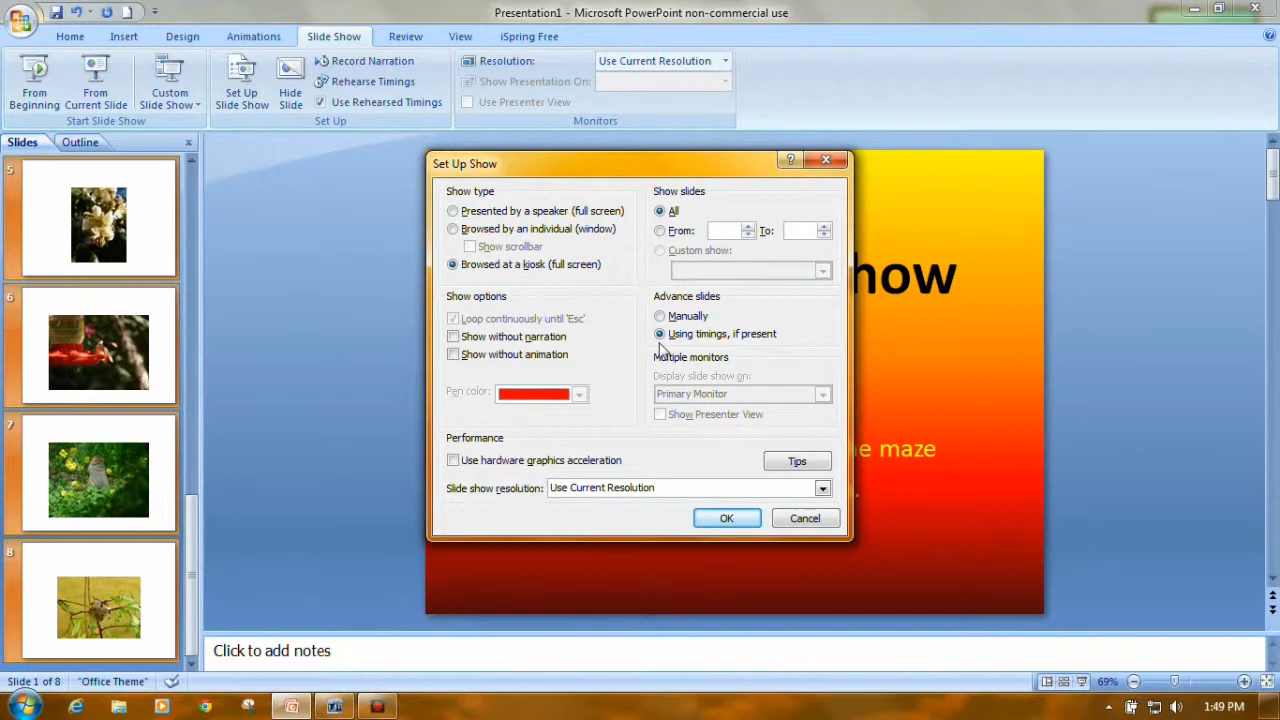 Presentation1 - Microsoft PowerPoint non-commercial use
Home Insert Design Animations Slide Show Review View iSpring Free
From Beginning
From Current Slide
Custom Slide Show
Start Slide Show
Set Up Slide Show
Hide Slide
Record Narration
Rehearse Timings
Use Rehearsed Timings
Set Up
Resolution: Use Current Resolution
Show Presentation On:
Use Presenter View
Monitors
Slides Outline
5
6
7
8
how
e maze
.
Set Up Show
Show type
Presented by a speaker (full screen)
Browsed by an individual (window)
Show scrollbar
Browsed at a kiosk (full screen)
Show options
Loop continuously until 'Esc'
Show without narration
Show without animation
Pen color:
Show slides
All
From: To:
Custom show:
Advance slides
Manually
Using timings, if present
Multiple monitors
Display slide show on:
Primary Monitor
Show Presenter View
Performance
Use hardware graphics acceleration
Tips
Slide show resolution: Use Current Resolution
OK Cancel
Click to add notes
Slide 1 of 8 "Office Theme" 69%
1:49 PM